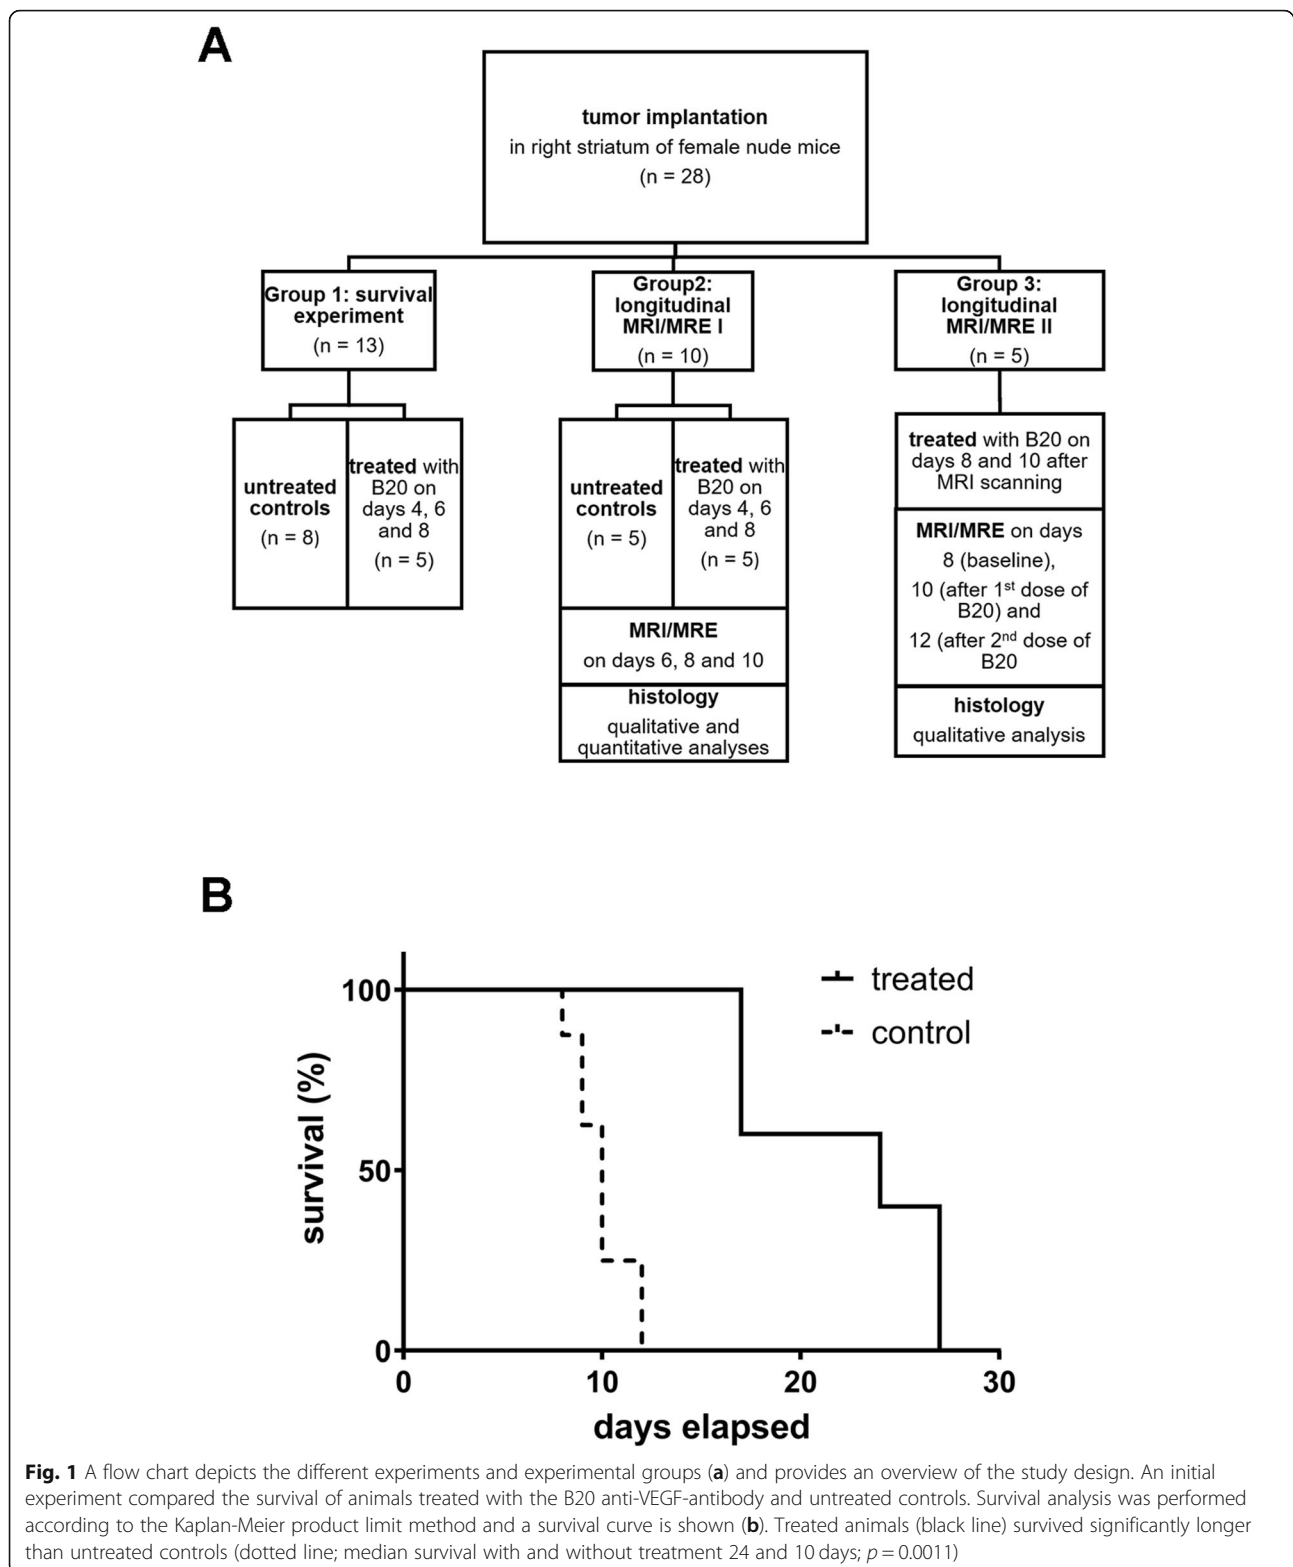 A
tumor implantation
in right striatum of female nude mice
(n = 28)
Group 1: survival
experiment
(n = 13)
Group2:
longitudinal
MRI/MRE I
(n = 10)
Group 3:
longitudinal
MRI/MRE II
(n = 5)
untreated
controls
(n = 8)
treated with
B20 on
days 4, 6
and 8
(n = 5)
untreated
controls
(n = 5)
treated with
B20 on
days 4, 6
and 8
(n = 5)
MRI/MRE
on days 6, 8 and 10
histology
qualitative and
quantitative analyses
treated with B20 on
days 8 and 10 after
MRI scanning
MRI/MRE on days
8 (baseline),
10 (after 1st dose of
B20) and
12 (after 2nd dose of
B20
histology
qualitative analysis
B
treated
control
survival (%)
100
50
0
0 10 20 30
days elapsed
Fig. 1 A flow chart depicts the different experiments and experimental groups (a) and provides an overview of the study design. An initial
experiment compared the survival of animals treated with the B20 anti-VEGF-antibody and untreated controls. Survival analysis was performed
according to the Kaplan-Meier product limit method and a survival curve is shown (b). Treated animals (black line) survived significantly longer
than untreated controls (dotted line; median survival with and without treatment 24 and 10 days; p = 0.0011)